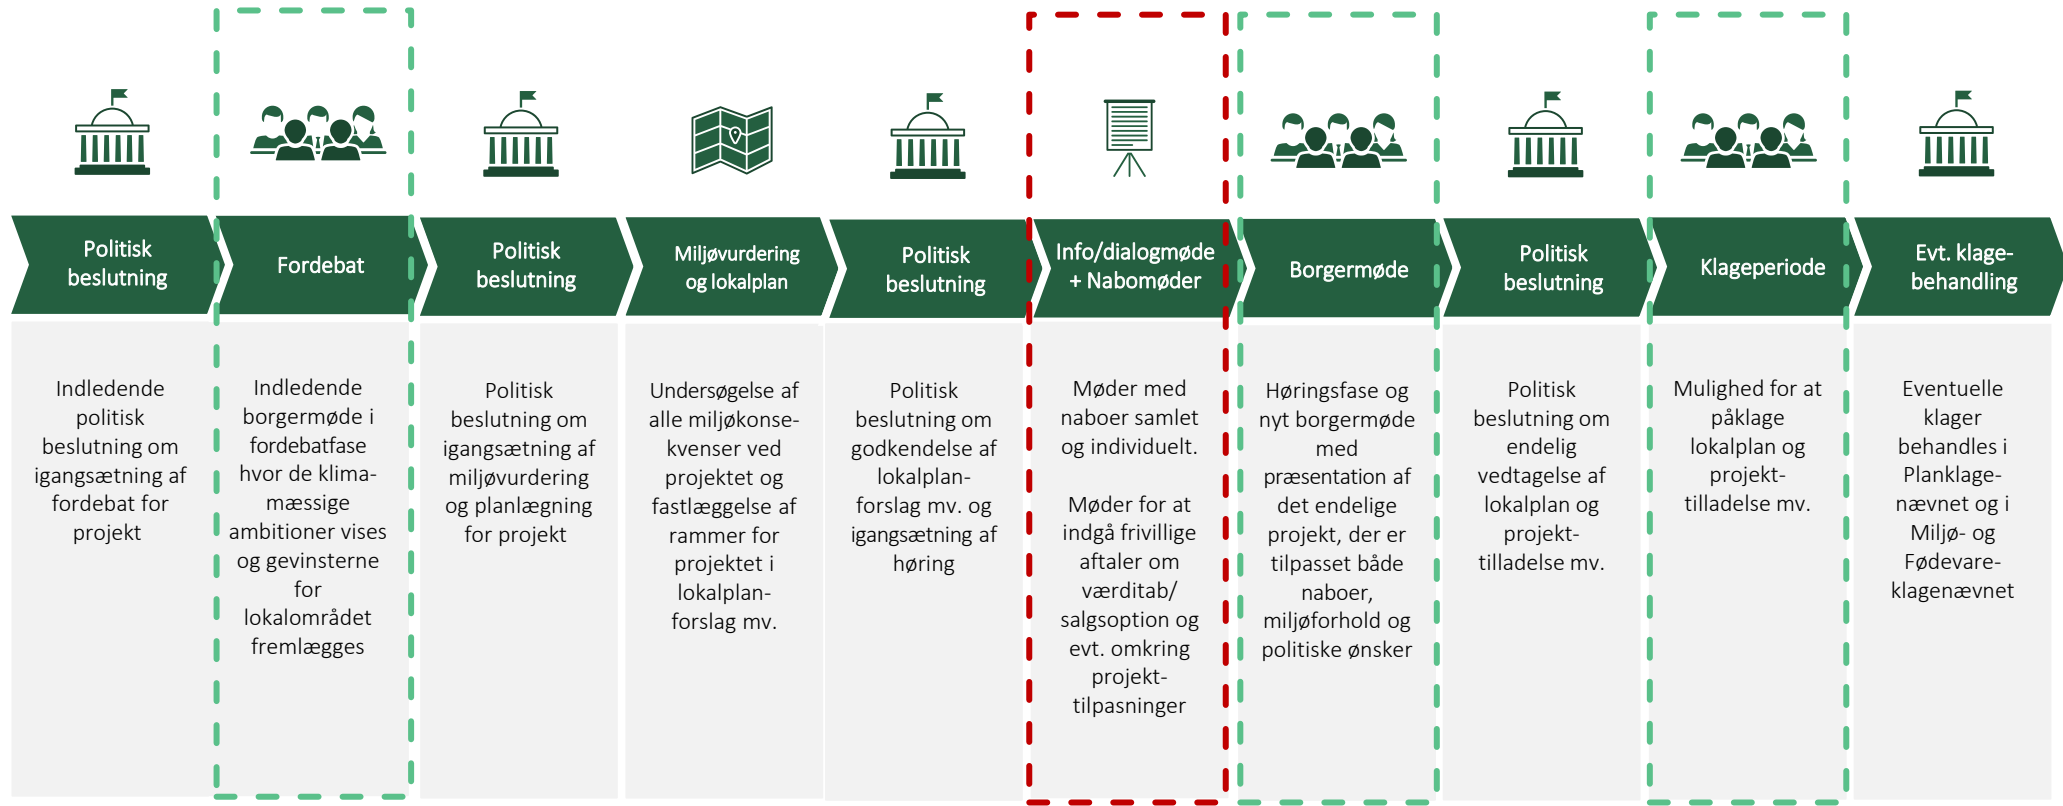 Politisk
beslutning
Fordebat
Politisk
beslutning
Miljøvurdering
og lokalplan
Politisk
beslutning
Info/dialogmøde
+ Nabomøder
Borgermøde
Politisk
beslutning
Klageperiode
Evt. klage-
behandling
Indledende
politisk
beslutning om
igangsætning af
fordebat for
projekt
Indledende
borgermøde i
fordebatfase
hvor de klima-
mæssige
ambitioner vises
og gevinsterne
for
lokalområdet
fremlægges
Politisk
beslutning om
igangsætning af
miljøvurdering
og planlægning
for projekt
Undersøgelse af
alle miljøkonse-
kvenser ved
projektet og
fastlæggelse af
rammer for
projektet i
lokalplan-
forslag mv.
Politisk
beslutning om
godkendelse af
lokalplan-
forslag mv. og
igangsætning af
høring
Møder med
naboer samlet
og individuelt.
Møder for at
indgå frivillige
aftaler om
værditab/
salgsoption og
evt. omkring
projekt-
tilpasninger
Høringsfase og
nyt borgermøde
med
præsentation af
det endelige
projekt, der er
tilpasset både
naboer,
miljøforhold og
politiske ønsker
Politisk
beslutning om
endelig
vedtagelse af
lokalplan og
projekt-
tilladelse mv.
Mulighed for at
påklage
lokalplan og
projekt-
tilladelse mv.
Eventuelle
klager
behandles i
Planklage-
nævnet og i
Miljø- og
Fødevare-
klagenævnet